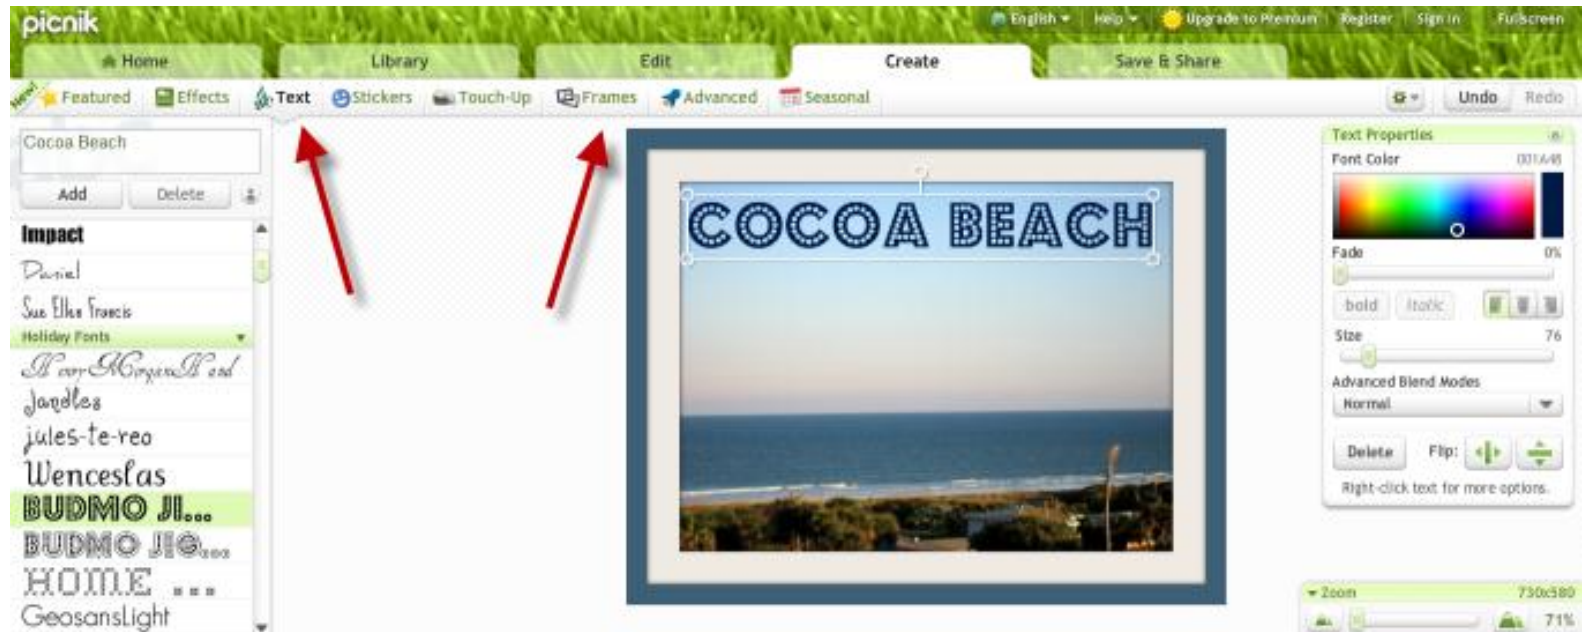 picnik
English Help Upgrade to Premium Register Sign In Fullscreen
Home Library Edit Create Save & Share
New! Featured Effects Text Stickers Touch-Up Frames Advanced Seasonal Undo Redo
Cocoa Beach
Add Delete
Impact
Daniel
Sue Ellen Francis
Holiday Fonts
Jandles
jules-te-reo
Wenceslas
BUDMO JI...
BUDMO JIG...
HOME ...
GeosansLight
COCOA BEACH
Text Properties
Font Color 001A48
Fade 0%
bold italic
Size 76
Advanced Blend Modes
Normal
Delete Flip:
Right-click text for more options.
Zoom 730x580
71%